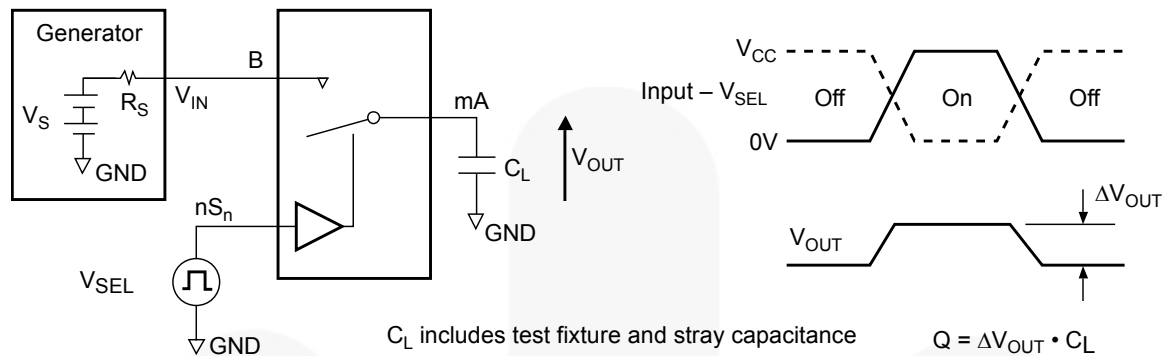 Generator
B
R_S
V_IN
V_S
GND
mA
C_L
V_OUT
GND
nS_n
V_SEL
GND
C_L includes test fixture and stray capacitance
V_CC
Input – V_SEL
Off
On
Off
0V
ΔV_OUT
V_OUT
Q = ΔV_OUT • C_L